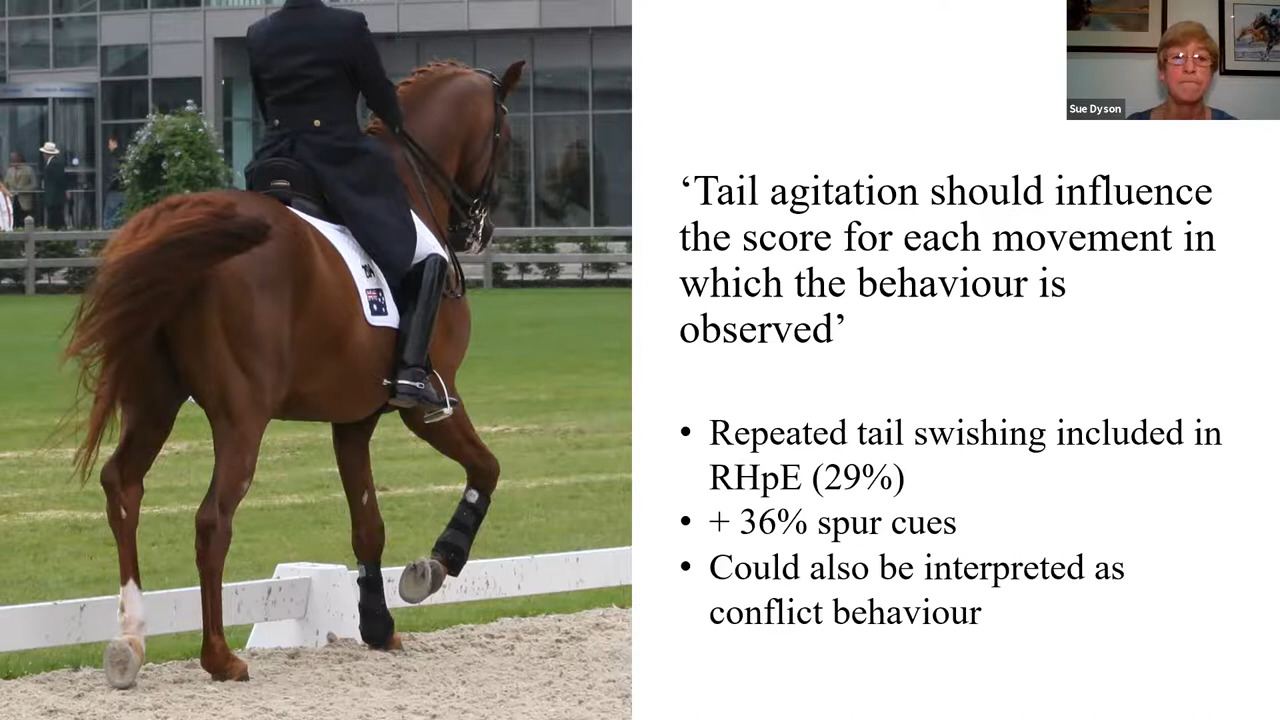 Sue Dyson
‘Tail agitation should influence
the score for each movement in
which the behaviour is
observed’
• Repeated tail swishing included in
RHpE (29%)
• + 36% spur cues
• Could also be interpreted as
conflict behaviour